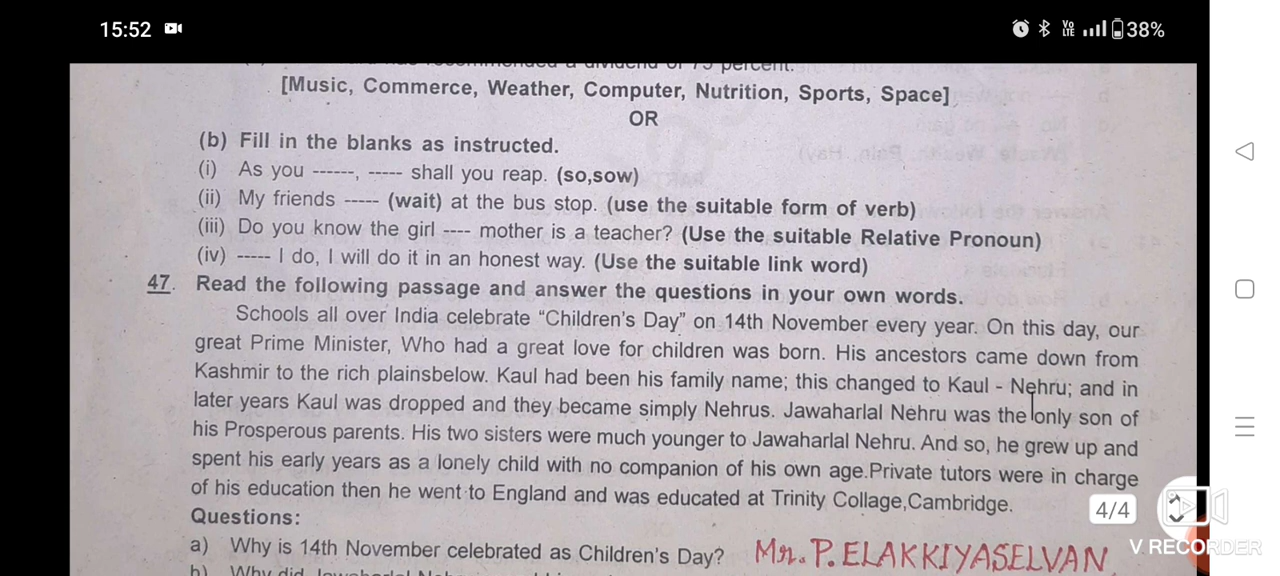 15:52
VO LTE 38%
a dividend of 75 percent.
[Music, Commerce, Weather, Computer, Nutrition, Sports, Space]
OR
(b) Fill in the blanks as instructed.
(i) As you ------, ----- shall you reap. (so,sow)
(ii) My friends ----- (wait) at the bus stop. (use the suitable form of verb)
(iii) Do you know the girl ---- mother is a teacher? (Use the suitable Relative Pronoun)
(iv) ----- I do, I will do it in an honest way. (Use the suitable link word)
47. Read the following passage and answer the questions in your own words.
Schools all over India celebrate “Children's Day” on 14th November every year. On this day, our
great Prime Minister, Who had a great love for children was born. His ancestors came down from
Kashmir to the rich plainsbelow. Kaul had been his family name; this changed to Kaul - Nehru; and in
later years Kaul was dropped and they became simply Nehrus. Jawaharlal Nehru was the only son of
his Prosperous parents. His two sisters were much younger to Jawaharlal Nehru. And so, he grew up and
spent his early years as a lonely child with no companion of his own age.Private tutors were in charge
of his education then he went to England and was educated at Trinity Collage,Cambridge.
4/4
Questions:
a) Why is 14th November celebrated as Children's Day? Mr. P. ELAKKIYASELVAN
V RECORDER
b) Why did